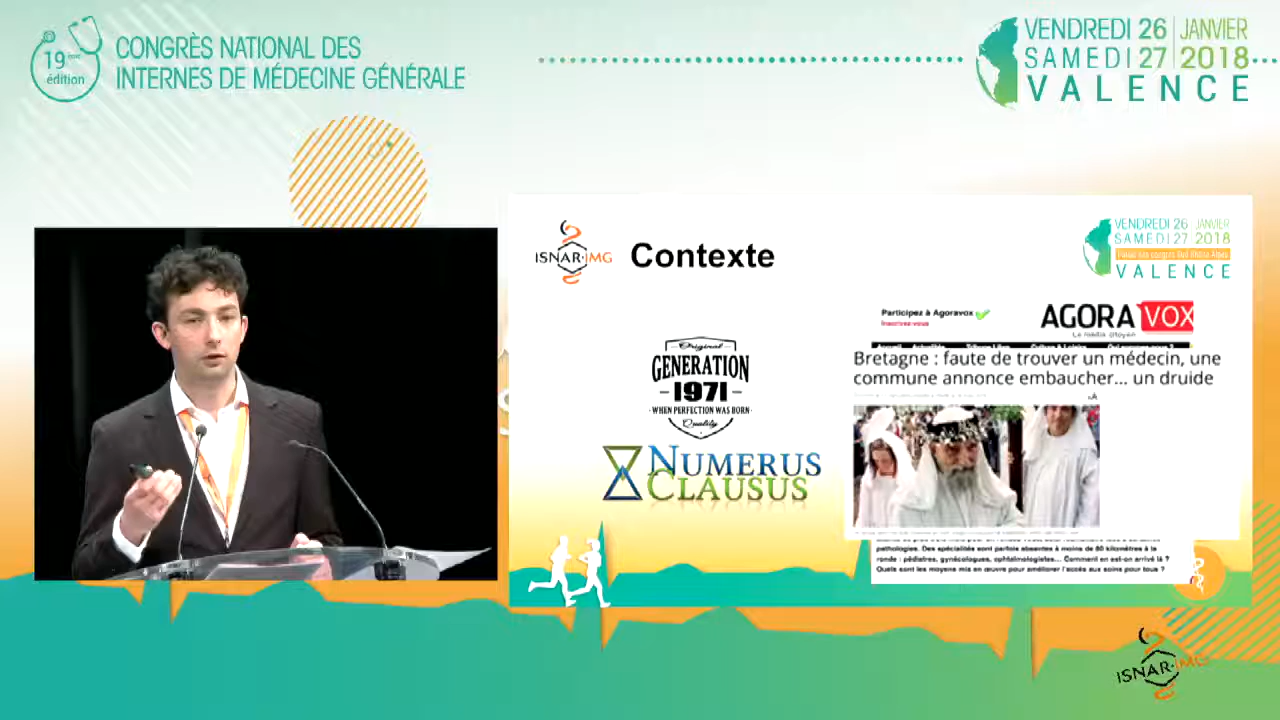 19ème
édition
CONGRÈS NATIONAL DES
INTERNES DE MÉDECINE GÉNÉRALE
VENDREDI 26 JANVIER
SAMEDI 27 2018
VALENCE
ISNAR·IMG
Contexte
VENDREDI 26 JANVIER
SAMEDI 27 2018
VALENCE
Participez à Agoravox
Inscrivez-vous
AGORA VOX
Le média citoyen
Bretagne : faute de trouver un médecin, une
commune annonce embaucher... un druide
Original
GENERATION
1971
WHEN PERFECTION WAS BORN
Quality
NUMERUS
CLAUSUS
pathologies. Des spécialités sont parfois absentes à moins de 80 kilomètres à la
ronde : pédiatres, gynécologues, ophtalmologistes... Comment en est-on arrivé là ?
Quels sont les moyens mis en œuvre pour améliorer l'accès aux soins pour tous ?
ISNAR·IMG